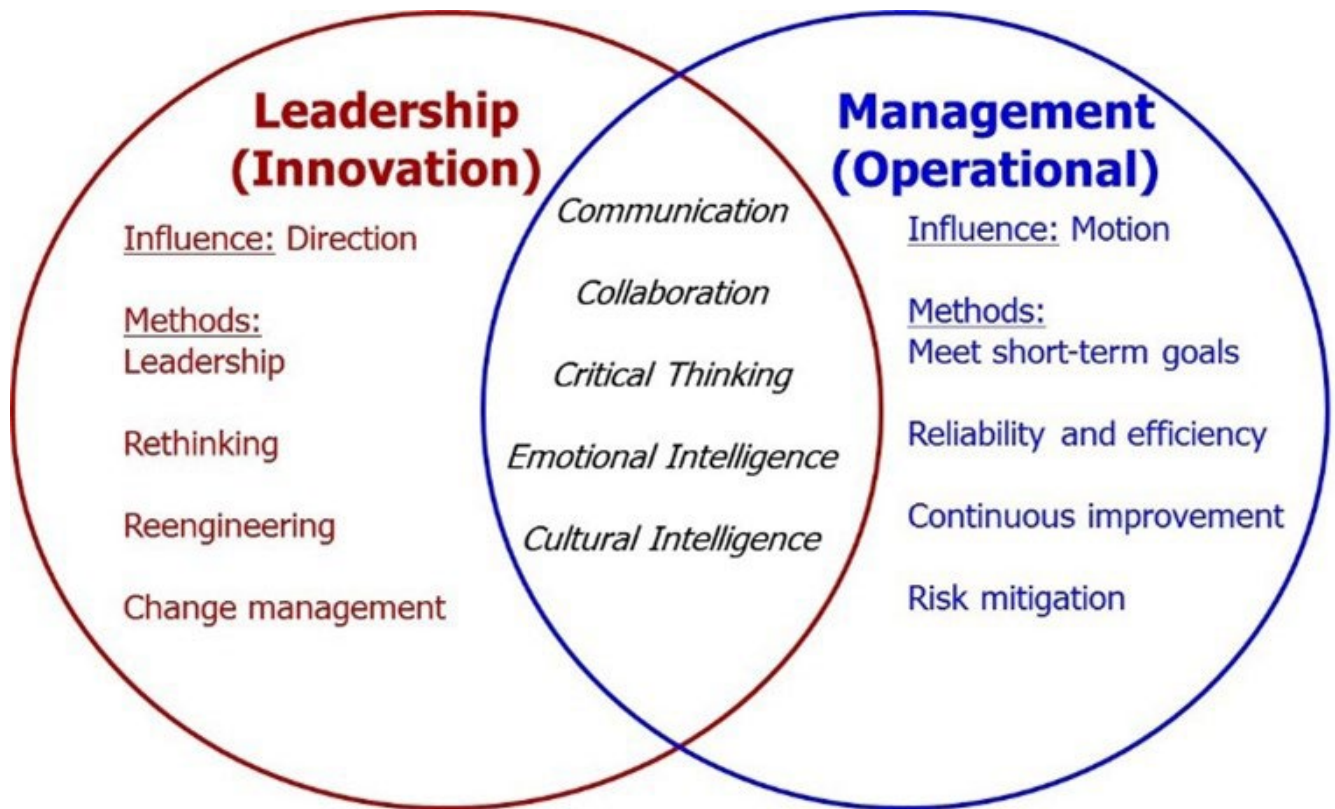 Leadership
(Innovation)
Influence: Direction
Methods:
Leadership
Rethinking
Reengineering
Change management
Communication
Collaboration
Critical Thinking
Emotional Intelligence
Cultural Intelligence
Management
(Operational)
Influence: Motion
Methods:
Meet short-term goals
Reliability and efficiency
Continuous improvement
Risk mitigation